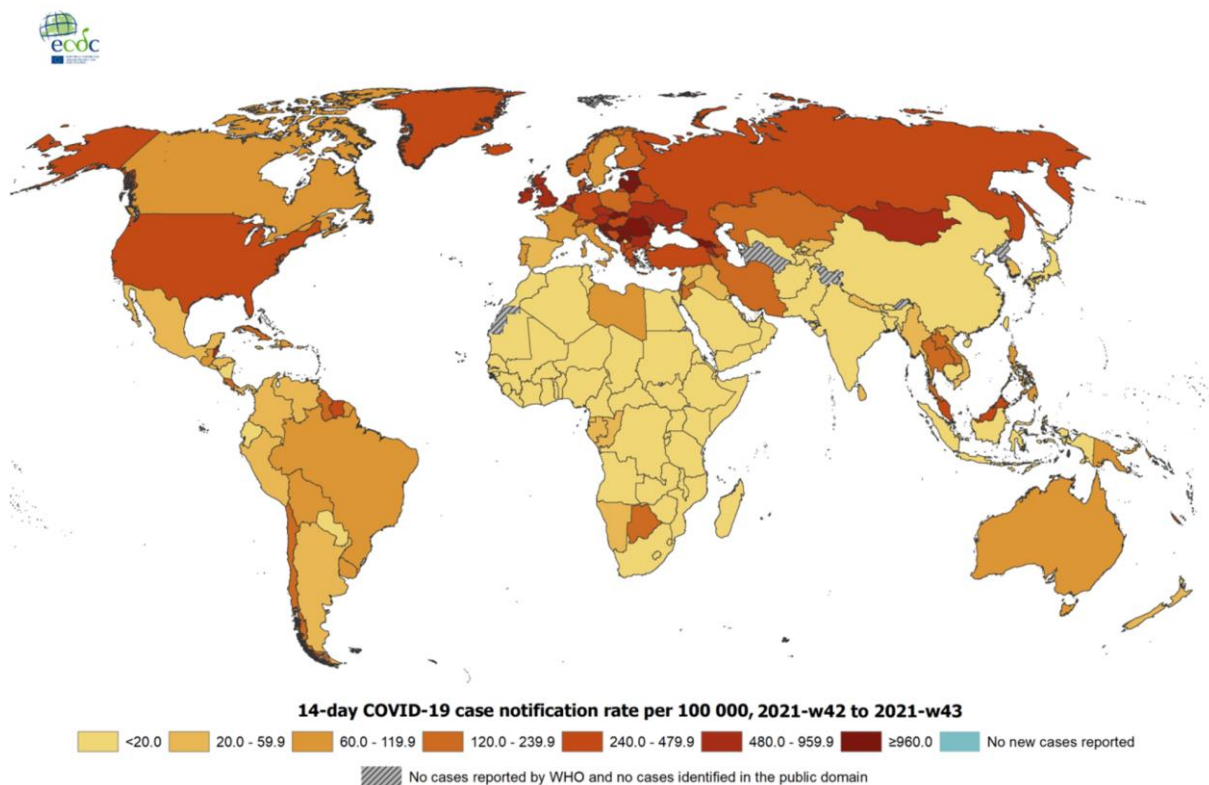 ecdc
14-day COVID-19 case notification rate per 100 000, 2021-w42 to 2021-w43
<20.0 20.0 - 59.9 60.0 - 119.9 120.0 - 239.9 240.0 - 479.9 480.0 - 959.9 ≥960.0 No new cases reported
No cases reported by WHO and no cases identified in the public domain